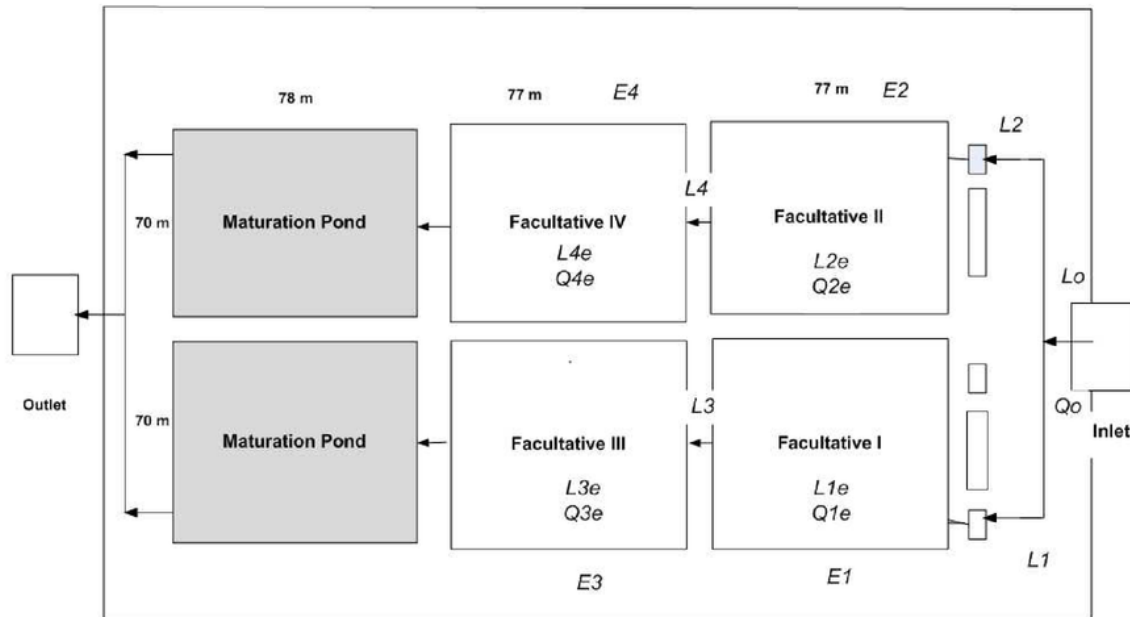 78 m
77 m
E4
77 m
E2
L2
70 m
Maturation Pond
Facultative IV
L4e
Q4e
L4
Facultative II
L2e
Q2e
Lo
Outlet
70 m
Maturation Pond
Facultative III
L3e
Q3e
L3
Facultative I
L1e
Q1e
Qo
Inlet
E3
E1
L1